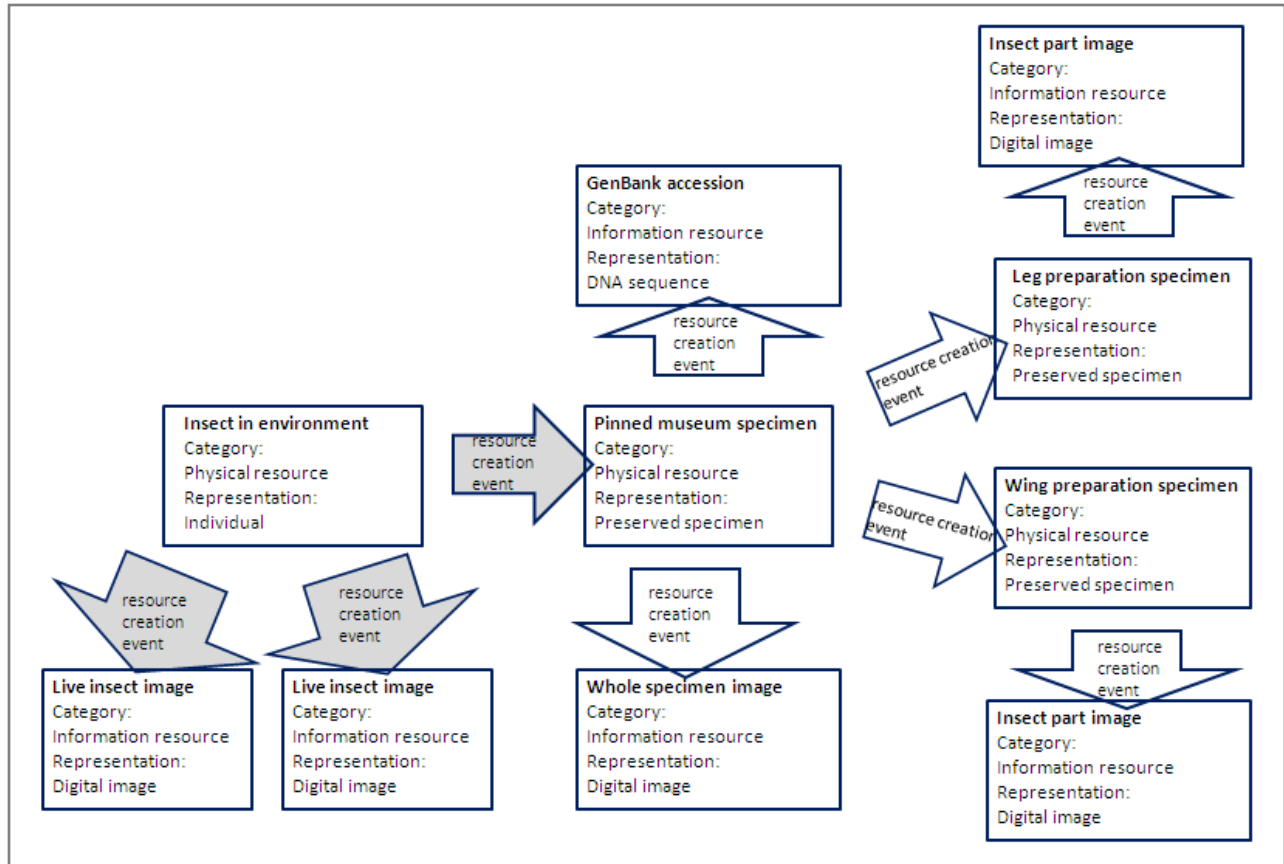 Insect part image
Category:
Information resource
Representation:
Digital image
resource
creation
event
GenBank accession
Category:
Information resource
Representation:
DNA sequence
resource
creation
event
Leg preparation specimen
Category:
Physical resource
Representation:
Preserved specimen
resource creation
event
Insect in environment
Category:
Physical resource
Representation:
Individual
resource
creation
event
Pinned museum specimen
Category:
Physical resource
Representation:
Preserved specimen
resource creation
event
Wing preparation specimen
Category:
Physical resource
Representation:
Preserved specimen
resource
creation
event
resource
creation
event
resource
creation
event
resource
creation
event
Live insect image
Category:
Information resource
Representation:
Digital image
Live insect image
Category:
Information resource
Representation:
Digital image
Whole specimen image
Category:
Information resource
Representation:
Digital image
Insect part image
Category:
Information resource
Representation:
Digital image